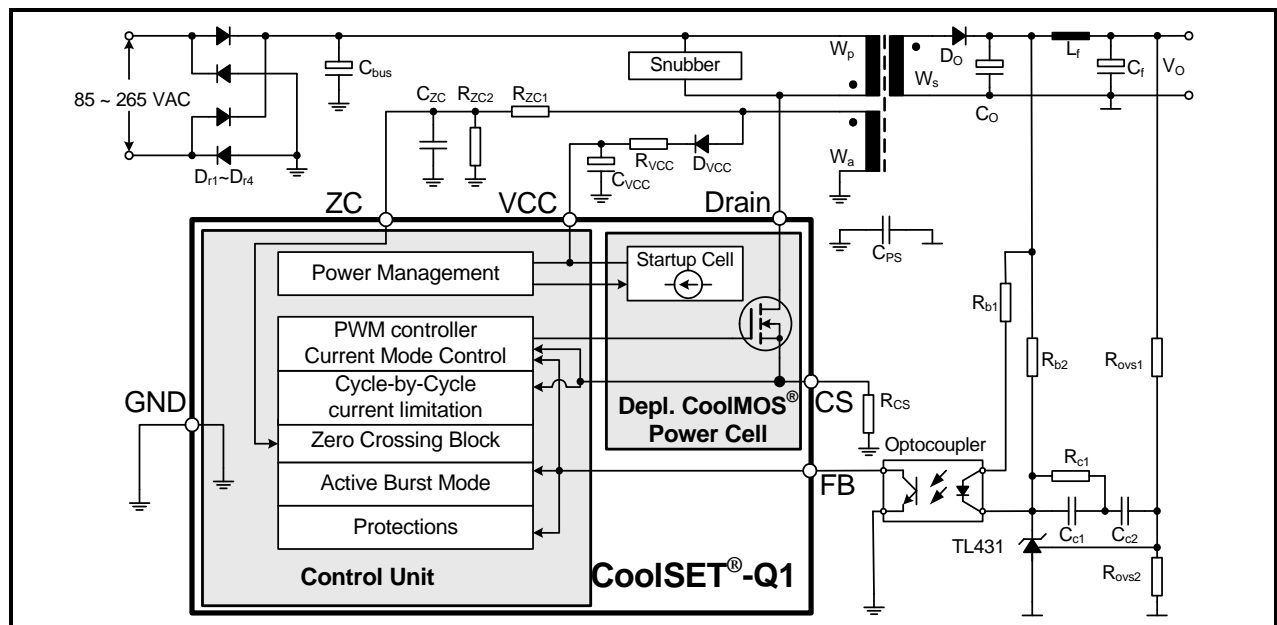 85 ~ 265 VAC
Dr1~Dr4
Cbus
Snubber
Wp
Ws
Wa
DO
CO
Lf
Cf
VO
CZC
RZC2
RZC1
RVCC
DVCC
CVCC
CPS
ZC
VCC
Drain
Power Management
Startup Cell
PWM controller
Current Mode Control
Cycle-by-Cycle
current limitation
Zero Crossing Block
Active Burst Mode
Protections
Control Unit
Depl. CoolMOS®
Power Cell
CoolSET®-Q1
GND
CS
RCS
FB
Optocoupler
Rb1
Rb2
Rovs1
Rc1
Cc1
Cc2
TL431
Rovs2